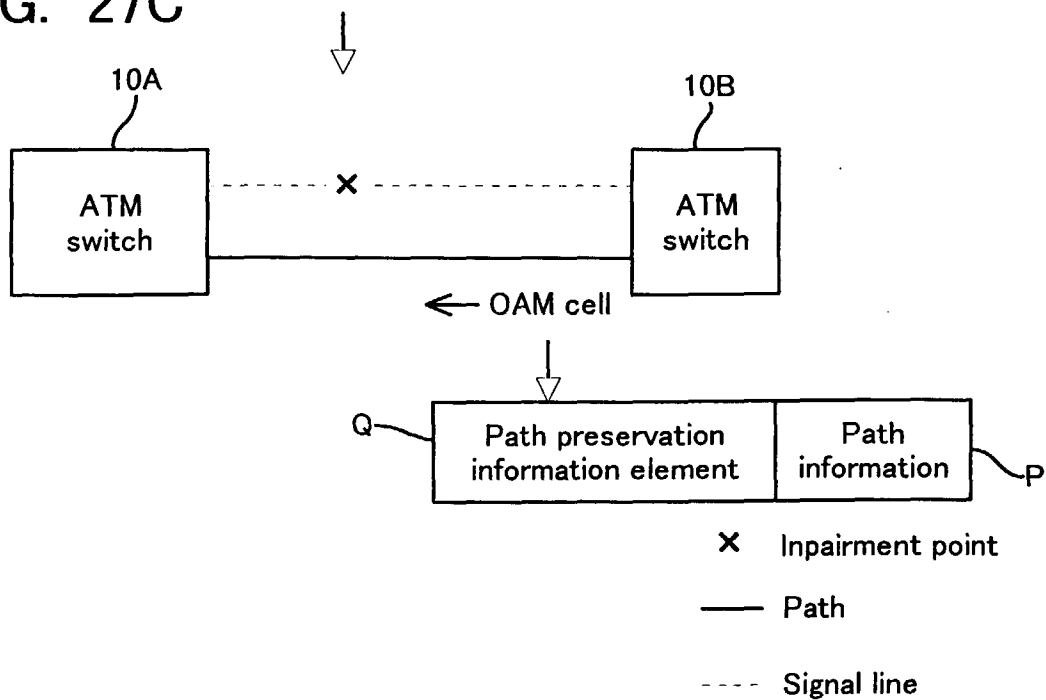 G. 27C
10A
10B
ATM
switch
ATM
switch
OAM cell
Q
Path preservation
information element
Path
information
P
Inpairment point
Path
Signal line